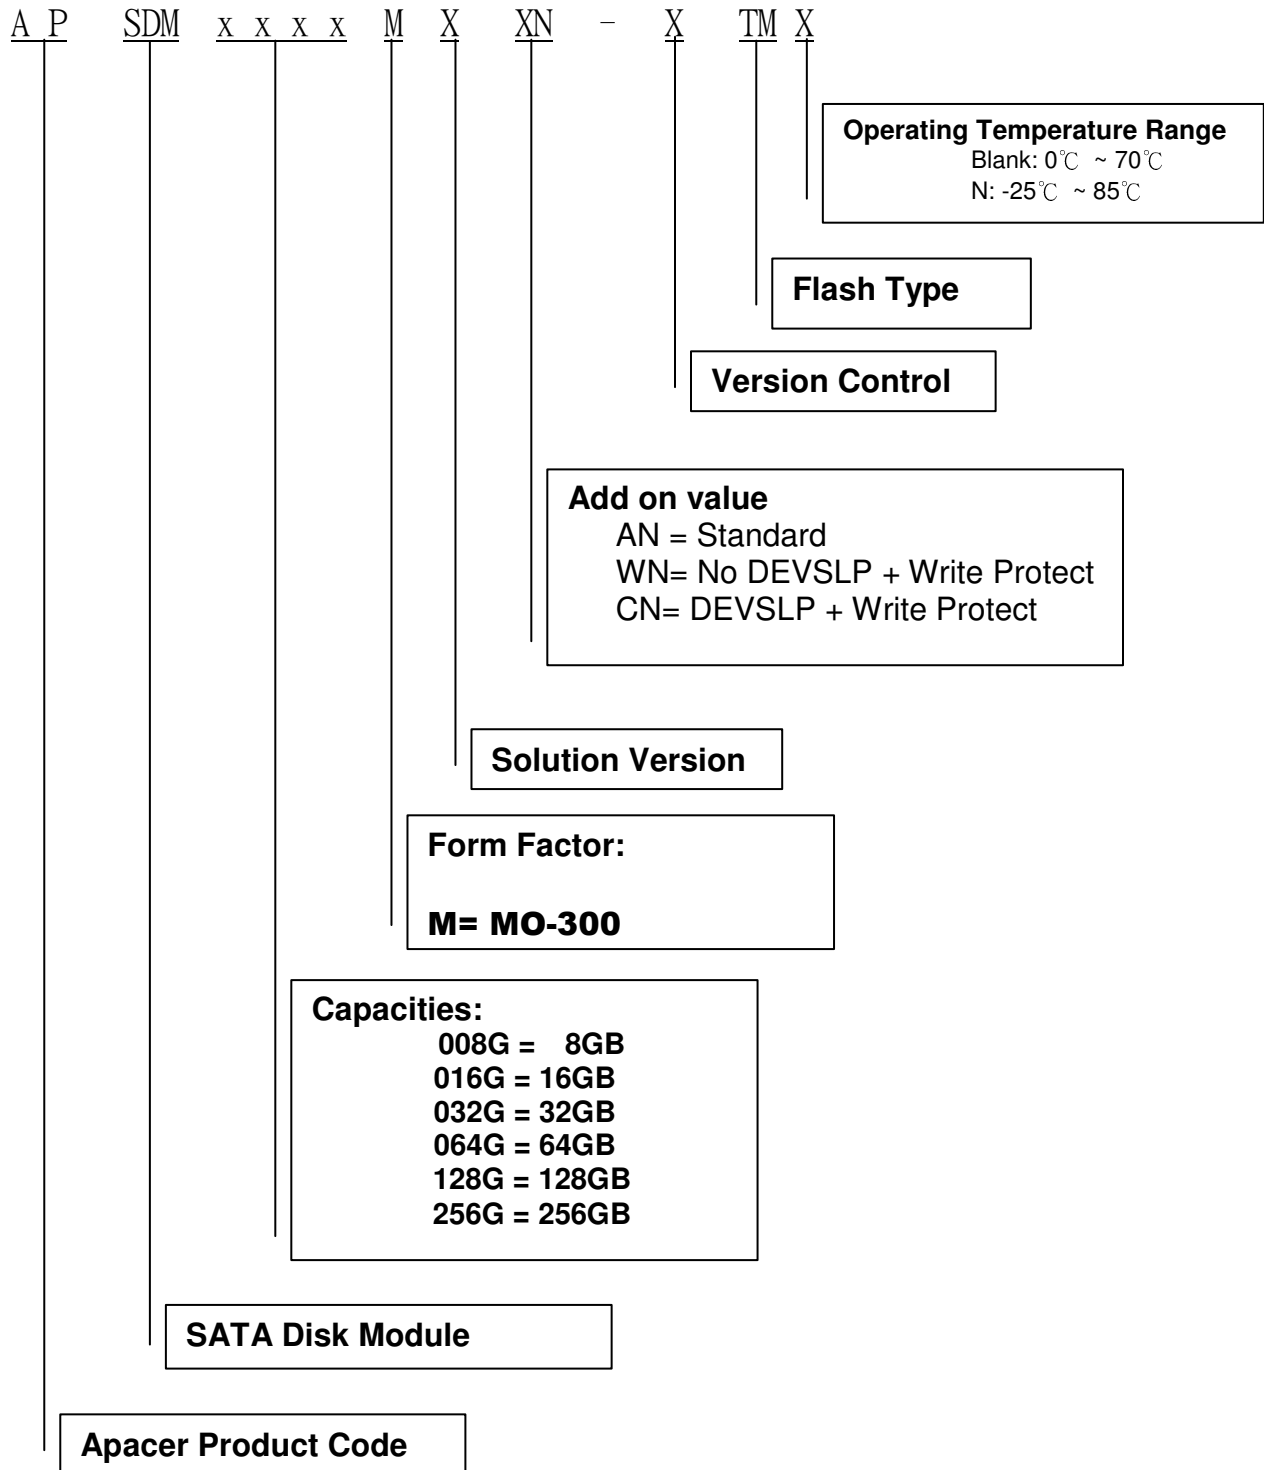 A P SDM x x x x M X XN - X TM X
Operating Temperature Range
Blank: 0℃ ~ 70℃
N: -25℃ ~ 85℃
Flash Type
Version Control
Add on value
AN = Standard
WN= No DEVSLP + Write Protect
CN= DEVSLP + Write Protect
Solution Version
Form Factor:
M= MO-300
Capacities:
008G = 8GB
016G = 16GB
032G = 32GB
064G = 64GB
128G = 128GB
256G = 256GB
SATA Disk Module
Apacer Product Code